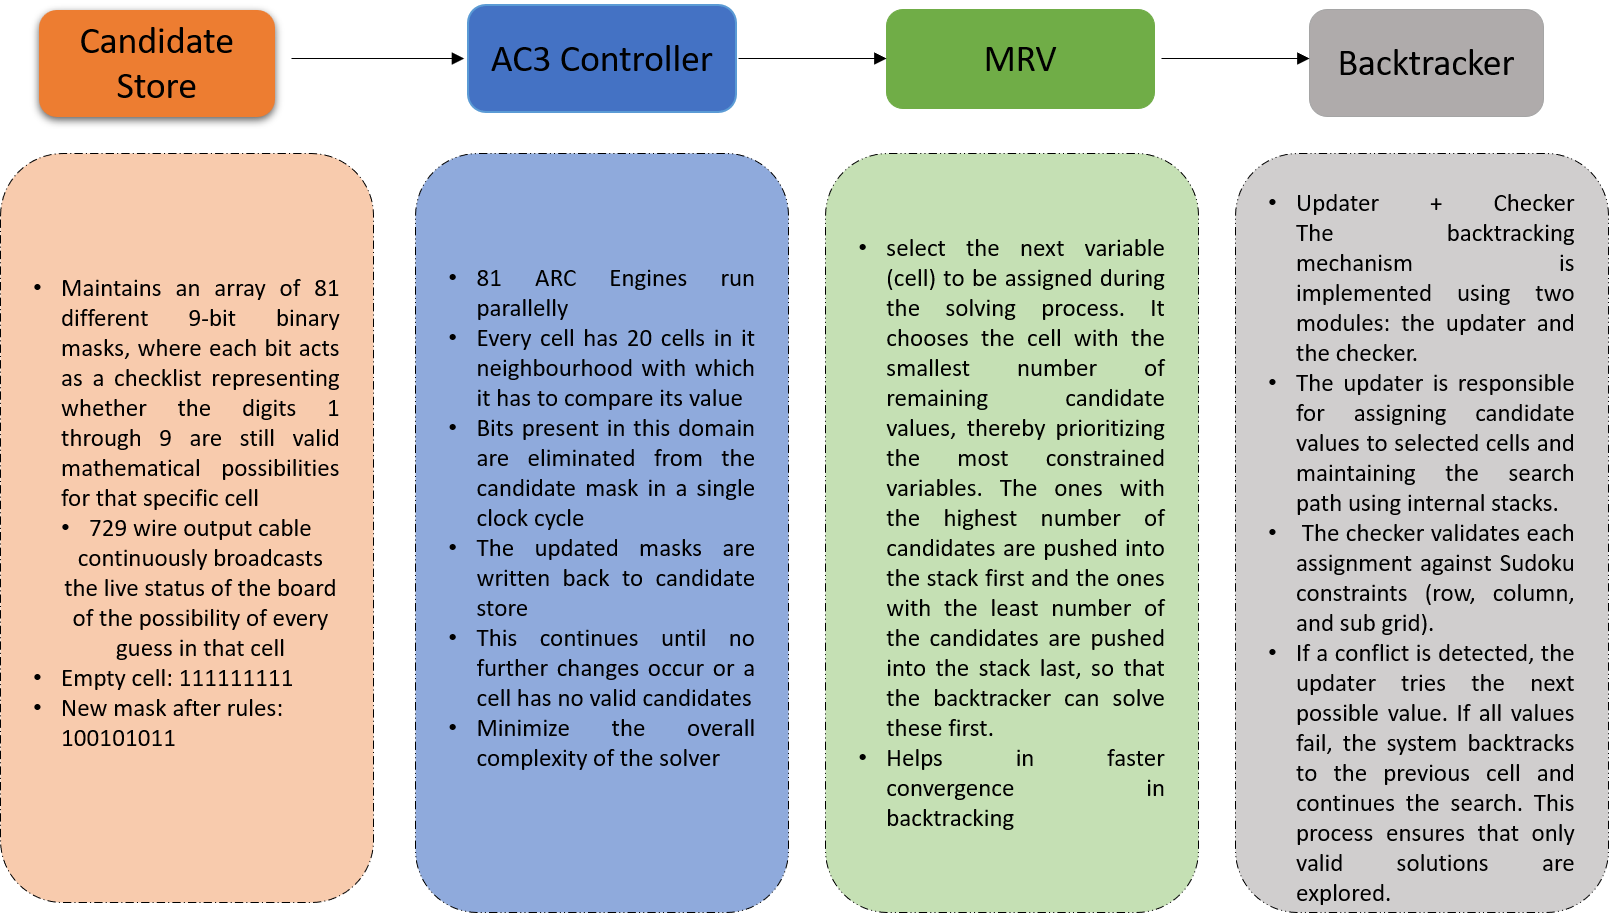 Candidate
Store
AC3 Controller
MRV
Backtracker
• Maintains an array of 81
different 9-bit binary
masks, where each bit acts
as a checklist representing
whether the digits 1
through 9 are still valid
mathematical possibilities
for that specific cell
• 729 wire output cable
continuously broadcasts
the live status of the board
of the possibility of every
guess in that cell
• Empty cell: 111111111
• New mask after rules:
100101011
• 81 ARC Engines run
parallelly
• Every cell has 20 cells in it
neighbourhood with which
it has to compare its value
• Bits present in this domain
are eliminated from the
candidate mask in a single
clock cycle
• The updated masks are
written back to candidate
store
• This continues until no
further changes occur or a
cell has no valid candidates
• Minimize the overall
complexity of the solver
• select the next variable
(cell) to be assigned during
the solving process. It
chooses the cell with the
smallest number of
remaining candidate
values, thereby prioritizing
the most constrained
variables. The ones with
the highest number of
candidates are pushed into
the stack first and the ones
with the least number of
the candidates are pushed
into the stack last, so that
the backtracker can solve
these first.
• Helps in faster
convergence in
backtracking
• Updater + Checker
The backtracking
mechanism is
implemented using two
modules: the updater and
the checker.
• The updater is responsible
for assigning candidate
values to selected cells and
maintaining the search
path using internal stacks.
• The checker validates each
assignment against Sudoku
constraints (row, column,
and sub grid).
• If a conflict is detected, the
updater tries the next
possible value. If all values
fail, the system backtracks
to the previous cell and
continues the search. This
process ensures that only
valid solutions are
explored.